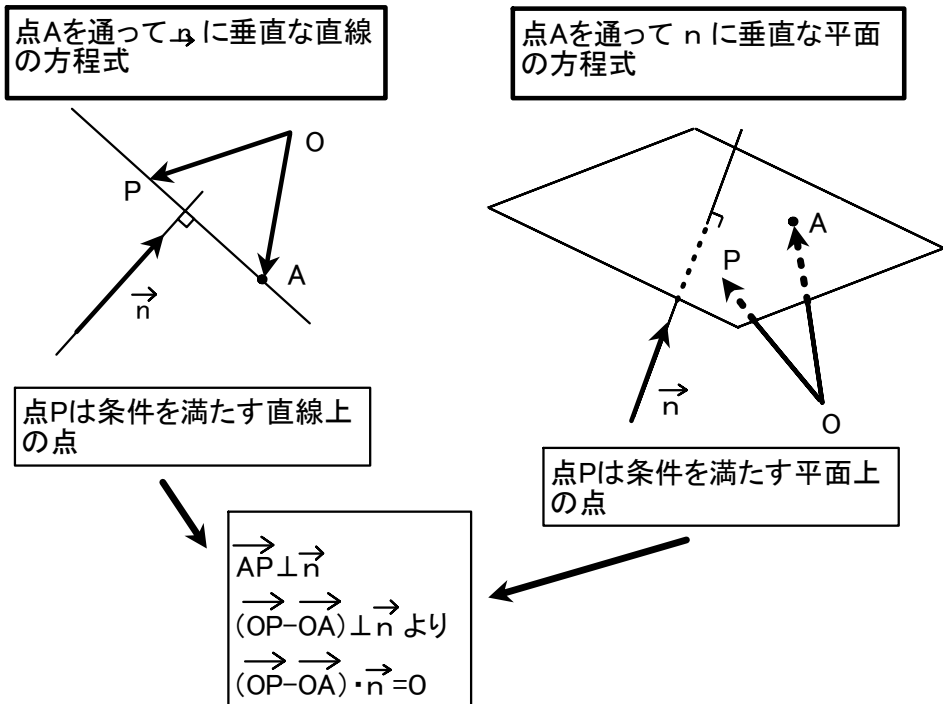 点Aを通って n に垂直な直線
の方程式
点Aを通って n に垂直な平面
の方程式
O
P
A
n
A
P
n
O
点Pは条件を満たす直線上
の点
点Pは条件を満たす平面上
の点
AP⊥n
(OP-OA)⊥n より
(OP-OA)・n=0